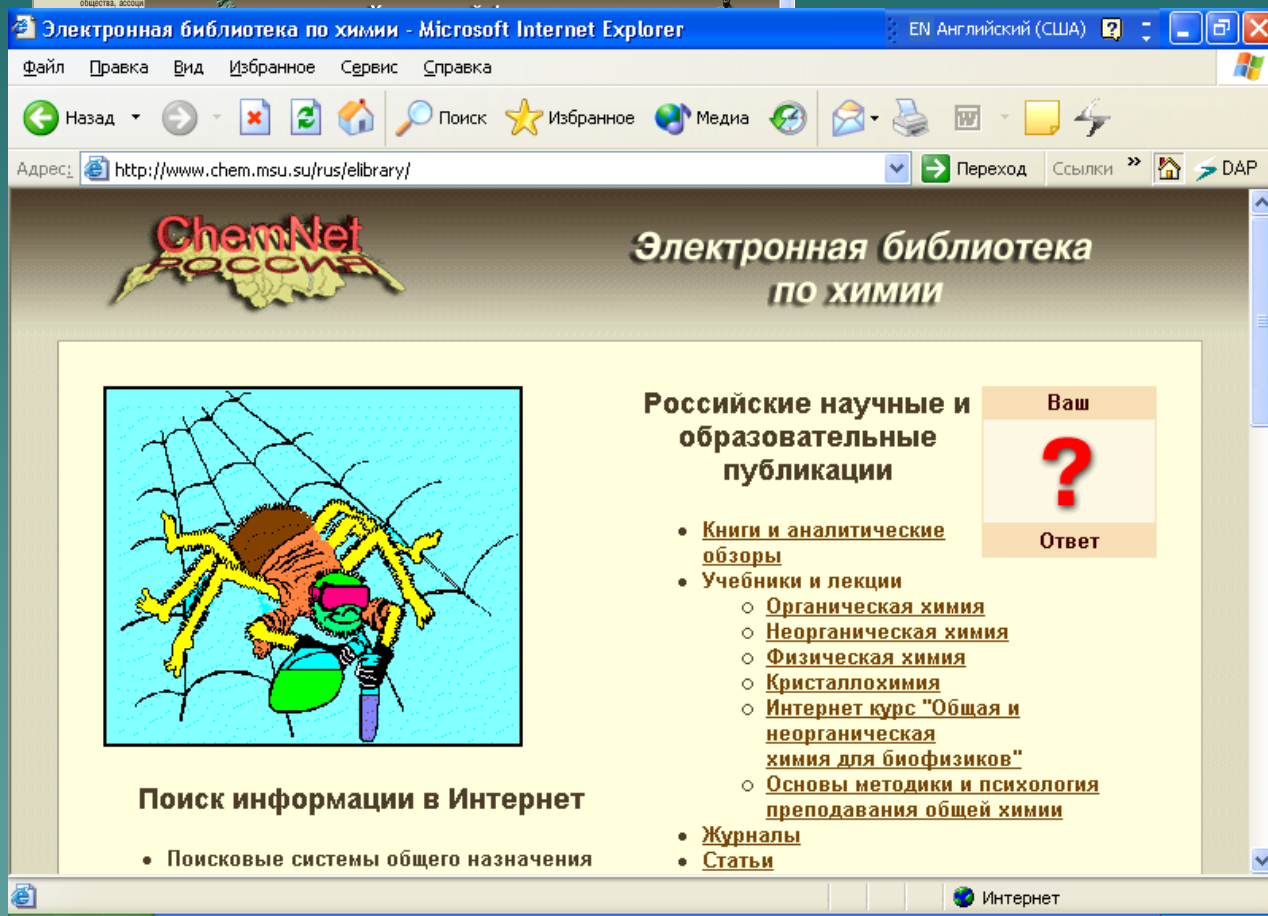 общества, ассоци
Электронная библиотека по химии - Microsoft Internet Explorer
EN Английский (США)
Файл Правка Вид Избранное Сервис Справка
Назад Поиск Избранное Медиа
Адрес: http://www.chem.msu.su/rus/elibrary/ Переход Ссылки » DAP
ChemNet
РОССИЯ
Электронная библиотека
по химии
Российские научные и
образовательные
публикации
Ваш
?
Ответ
• Книги и аналитические
обзоры
• Учебники и лекции
○ Органическая химия
○ Неорганическая химия
○ Физическая химия
○ Кристаллохимия
○ Интернет курс "Общая и
неорганическая
химия для биофизиков"
○ Основы методики и психология
преподавания общей химии
• Журналы
• Статьи
Поиск информации в Интернет
• Поисковые системы общего назначения
Интернет